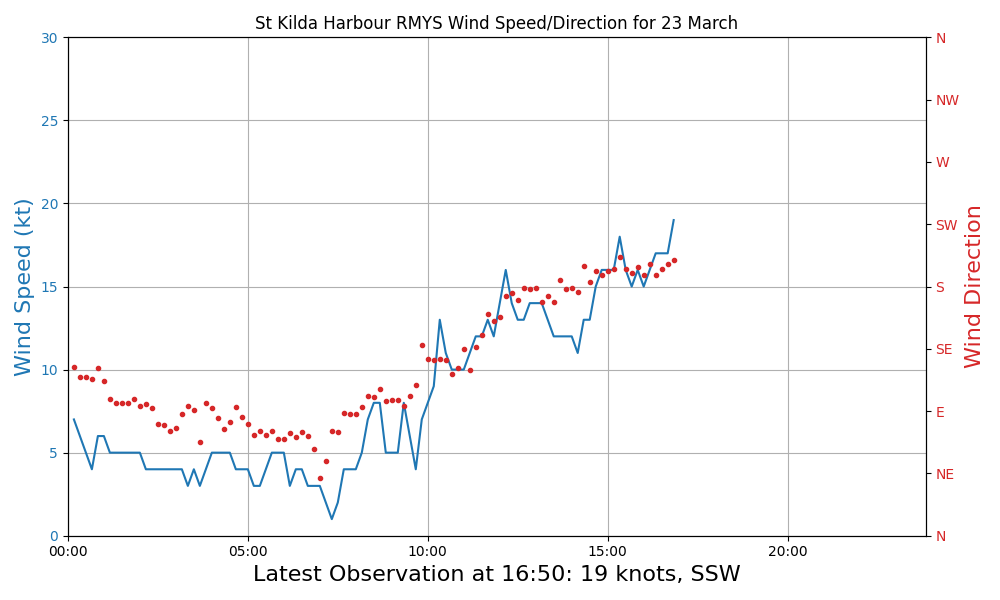 St Kilda Harbour RMYS Wind Speed/Direction for 23 March
30
25
20
15
10
5
0
Wind Speed (kt)
N
NW
W
SW
S
SE
E
NE
N
Wind Direction
00:00 05:00 10:00 15:00 20:00
Latest Observation at 16:50: 19 knots, SSW